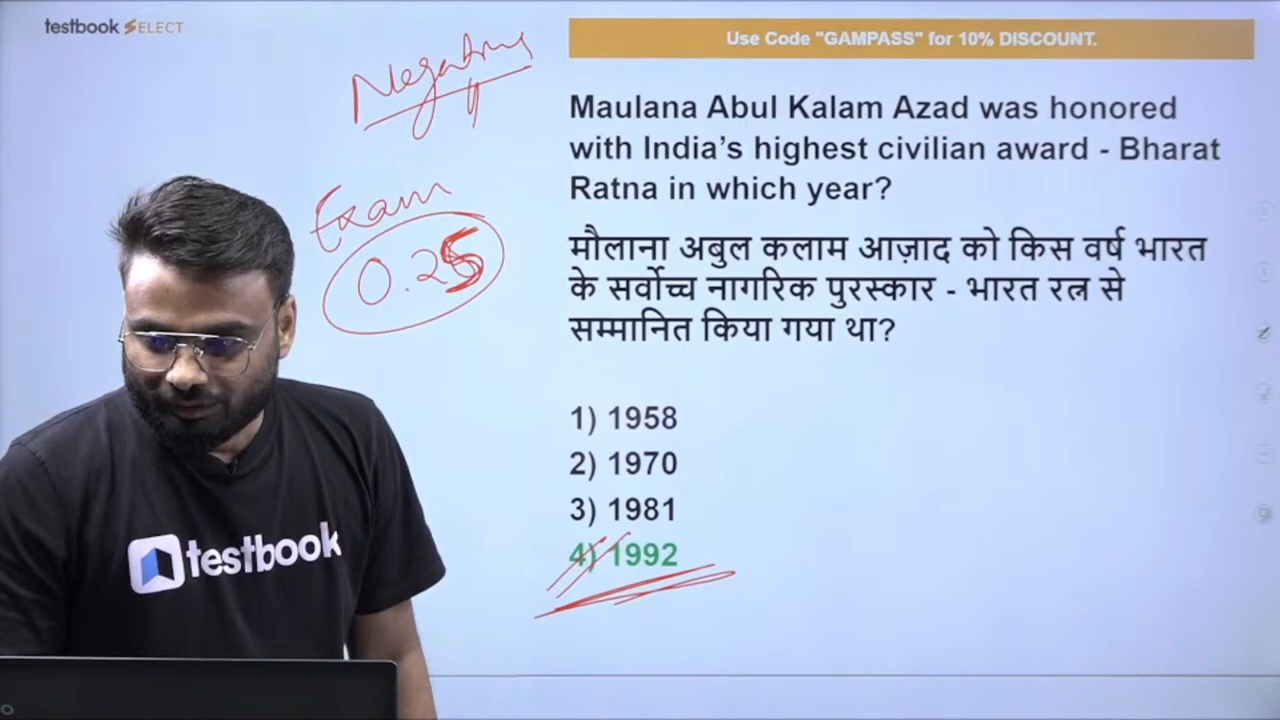 testbook SELECT
Use Code "GAMPASS" for 10% DISCOUNT.
Negative
Maulana Abul Kalam Azad was honored
with India's highest civilian award - Bharat
Ratna in which year?
Exam
0.25
मौलाना अबुल कलाम आज़ाद को किस वर्ष भारत
के सर्वोच्च नागरिक पुरस्कार - भारत रत्न से
सम्मानित किया गया था?
1) 1958
2) 1970
3) 1981
4) 1992
testbook